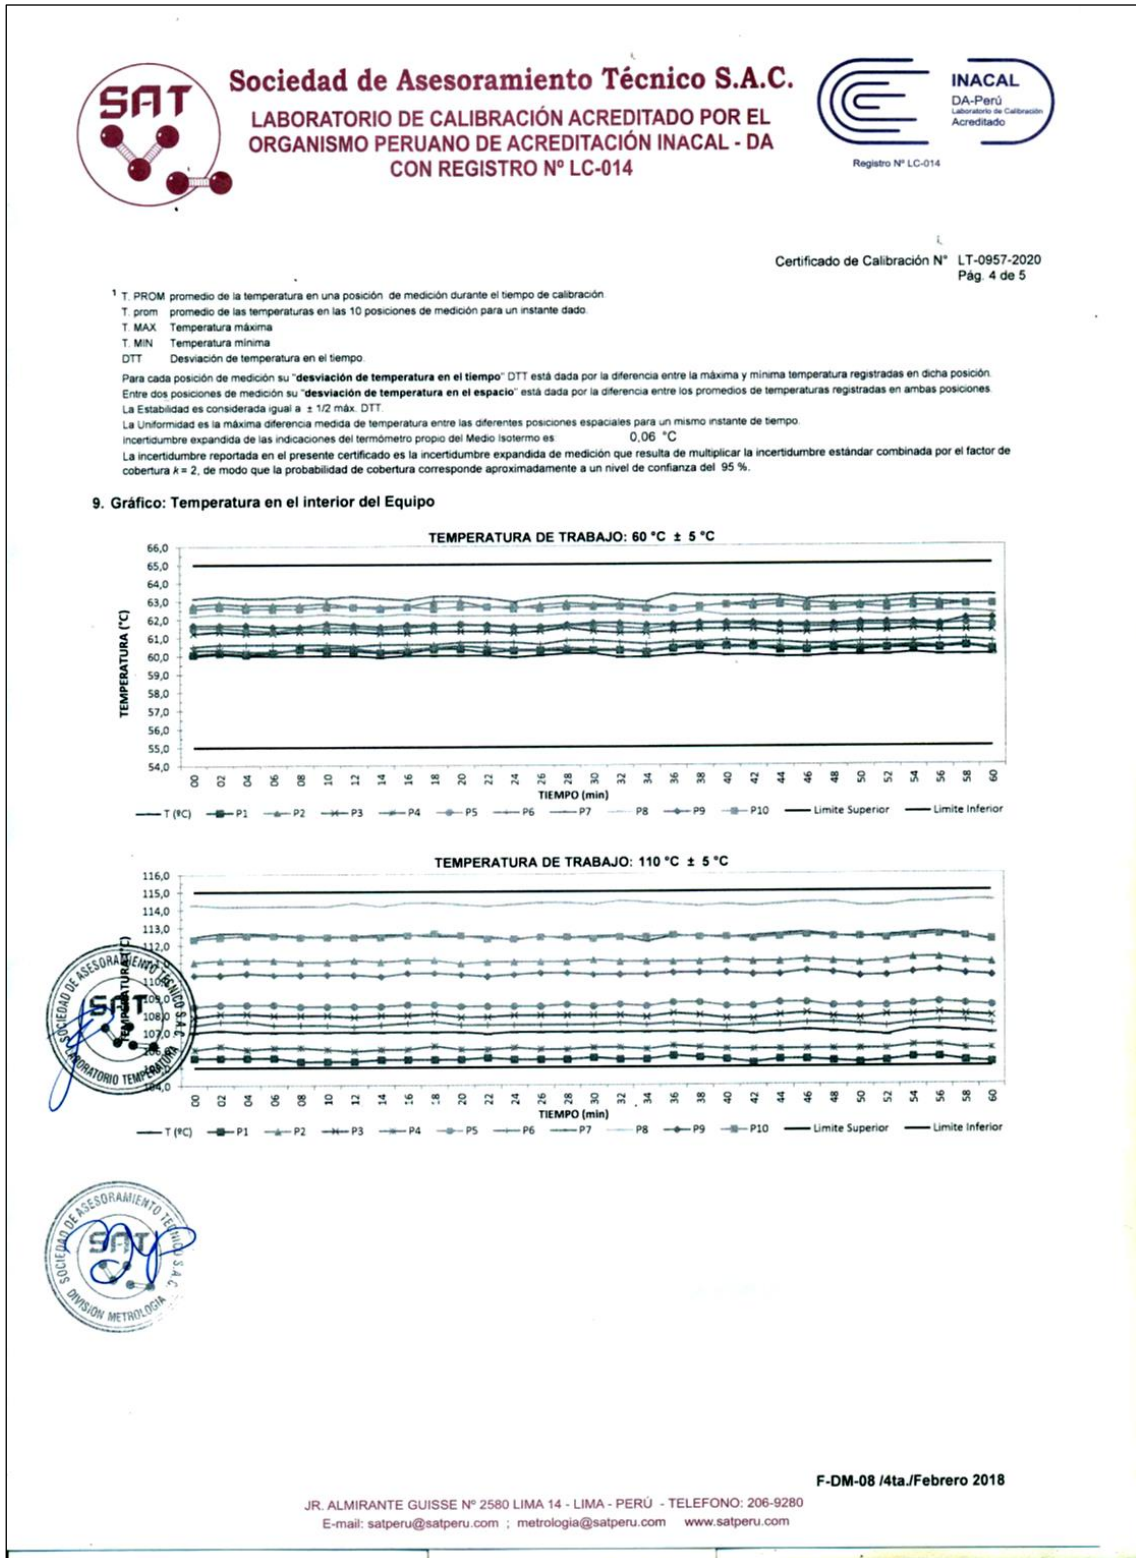 SAT
Sociedad de Asesoramiento Técnico S.A.C.
LABORATORIO DE CALIBRACIÓN ACREDITADO POR EL
ORGANISMO PERUANO DE ACREDITACIÓN INACAL - DA
CON REGISTRO Nº LC-014
INACAL
DA-Perú
Laboratorio de Calibración
Acreditado
Registro Nº LC-014
Certificado de Calibración N° LT-0957-2020
Pág. 4 de 5
1 T. PROM promedio de la temperatura en una posición de medición durante el tiempo de calibración.
T. prom promedio de las temperaturas en las 10 posiciones de medición para un instante dado.
T. MAX Temperatura máxima
T. MIN Temperatura mínima
DTT Desviación de temperatura en el tiempo.
Para cada posición de medición su "desviación de temperatura en el tiempo" DTT está dada por la diferencia entre la máxima y mínima temperatura registradas en dicha posición.
Entre dos posiciones de medición su "desviación de temperatura en el espacio" está dada por la diferencia entre los promedios de temperaturas registradas en ambas posiciones.
La Estabilidad es considerada igual a ± 1/2 máx. DTT.
La Uniformidad es la máxima diferencia medida de temperatura entre las diferentes posiciones espaciales para un mismo instante de tiempo.
Incertidumbre expandida de las indicaciones del termómetro propio del Medio Isotermo es 0,06 °C
La incertidumbre reportada en el presente certificado es la incertidumbre expandida de medición que resulta de multiplicar la incertidumbre estándar combinada por el factor de
cobertura k = 2, de modo que la probabilidad de cobertura corresponde aproximadamente a un nivel de confianza del 95 %.
9. Gráfico: Temperatura en el interior del Equipo
TEMPERATURA DE TRABAJO: 60 °C ± 5 °C
TEMPERATURA (°C)
66,0
65,0
64,0
63,0
62,0
61,0
60,0
59,0
58,0
57,0
56,0
55,0
54,0
00 02 04 06 08 10 12 14 16 18 20 22 24 26 28 30 32 34 36 38 40 42 44 46 48 50 52 54 56 58 60
TIEMPO (min)
T (ºC) P1 P2 P3 P4 P5 P6 P7 P8 P9 P10 Limite Superior Limite Inferior
TEMPERATURA DE TRABAJO: 110 °C ± 5 °C
TEMPERATURA (°C)
116,0
115,0
114,0
113,0
112,0
108,0
107,0
00 02 04 06 08 10 12 14 16 18 20 22 24 26 28 30 32 34 36 38 40 42 44 46 48 50 52 54 56 58 60
TIEMPO (min)
T (ºC) P1 P2 P3 P4 P5 P6 P7 P8 P9 P10 Limite Superior Limite Inferior
SOCIEDAD DE ASESORAMIENTO TECNICO S.A.C.
SAT
LABORATORIO TEMPERATURA
SOCIEDAD DE ASESORAMIENTO TECNICO S.A.C.
SAT
DIVISIÓN METROLOGIA
F-DM-08 /4ta./Febrero 2018
JR. ALMIRANTE GUISSE Nº 2580 LIMA 14 - LIMA - PERÚ - TELEFONO: 206-9280
E-mail: satperu@satperu.com ; metrologia@satperu.com www.satperu.com